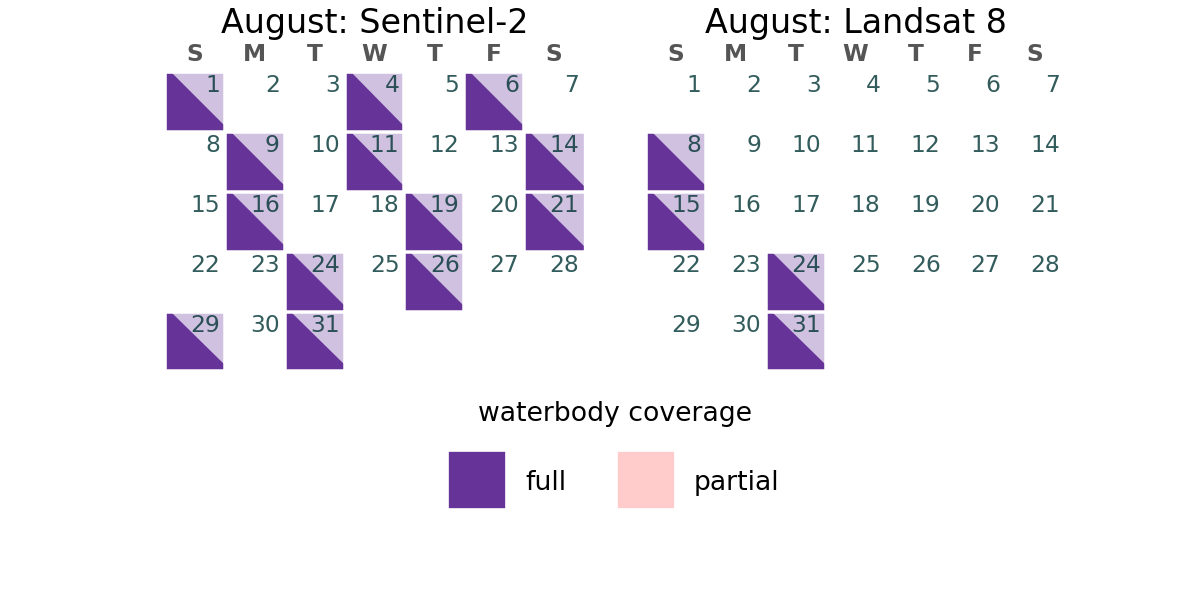 August: Sentinel-2
S M T W T F S
1 2 3 4 5 6 7
8 9 10 11 12 13 14
15 16 17 18 19 20 21
22 23 24 25 26 27 28
29 30 31
August: Landsat 8
S M T W T F S
1 2 3 4 5 6 7
8 9 10 11 12 13 14
15 16 17 18 19 20 21
22 23 24 25 26 27 28
29 30 31
waterbody coverage
full partial